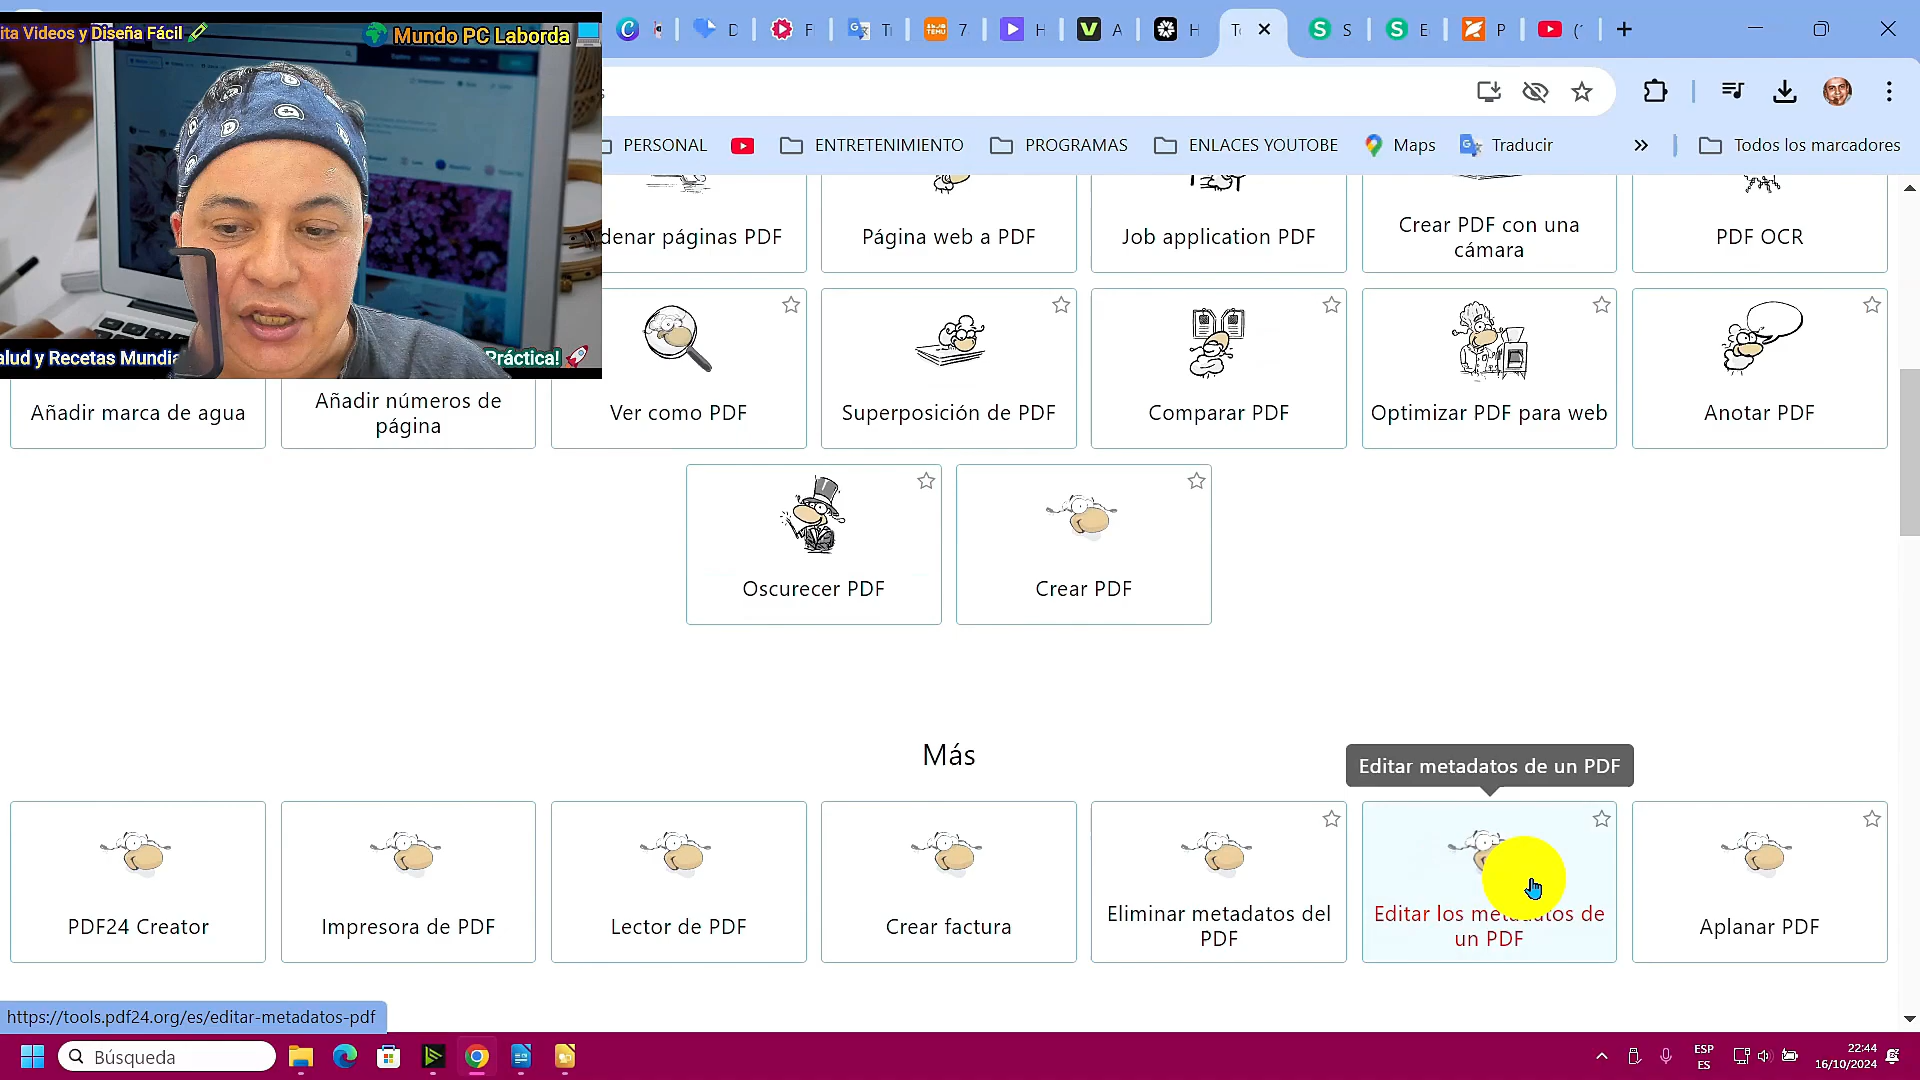 ita Videos y Diseña Fácil
Mundo PC Laborda
alud y Recetas Mundia
Práctica!
F
7
H
A
H
S
E
P
PERSONAL
ENTRETENIMIENTO
PROGRAMAS
ENLACES YOUTUBE
Maps
Traducir
»
Todos los marcadores
denar páginas PDF
Página web a PDF
Job application PDF
Crear PDF con una
cámara
PDF OCR
Añadir marca de agua
Añadir números de
página
Ver como PDF
Superposición de PDF
Comparar PDF
Optimizar PDF para web
Anotar PDF
Oscurecer PDF
Crear PDF
Más
Editar metadatos de un PDF
PDF24 Creator
Impresora de PDF
Lector de PDF
Crear factura
Eliminar metadatos del
PDF
Editar los metadatos de
un PDF
Aplanar PDF
https://tools.pdf24.org/es/editar-metadatos-pdf
Búsqueda
ESP
ES
22:44
16/10/2024